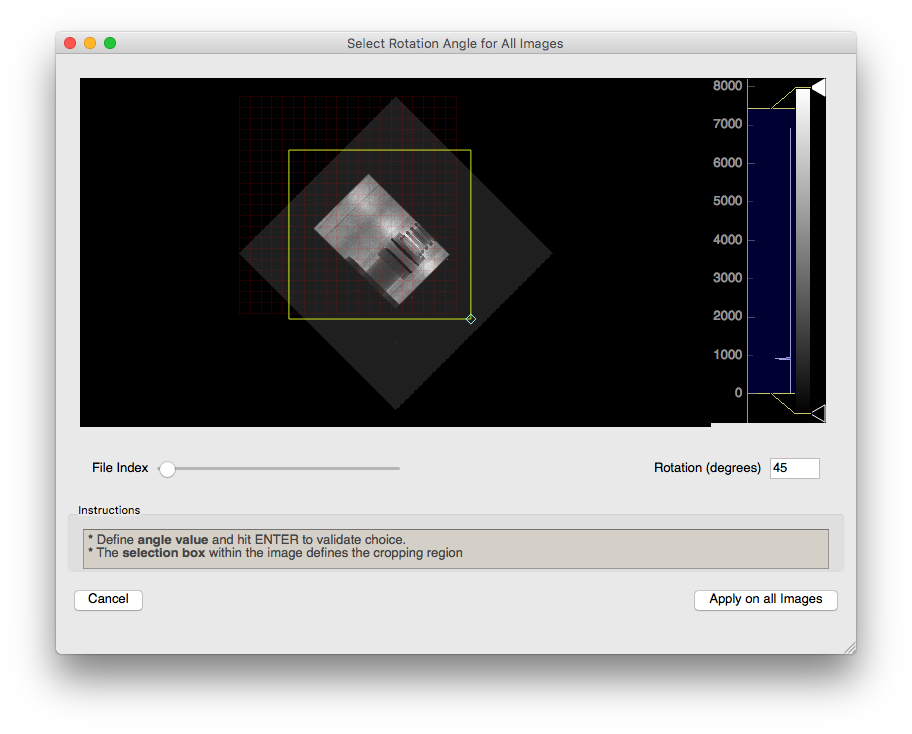 Select Rotation Angle for All Images
8000
7000
6000
5000
4000
3000
2000
1000
0
File Index
Rotation (degrees) 45
Instructions
* Define angle value and hit ENTER to validate choice.
* The selection box within the image defines the cropping region
Cancel
Apply on all Images